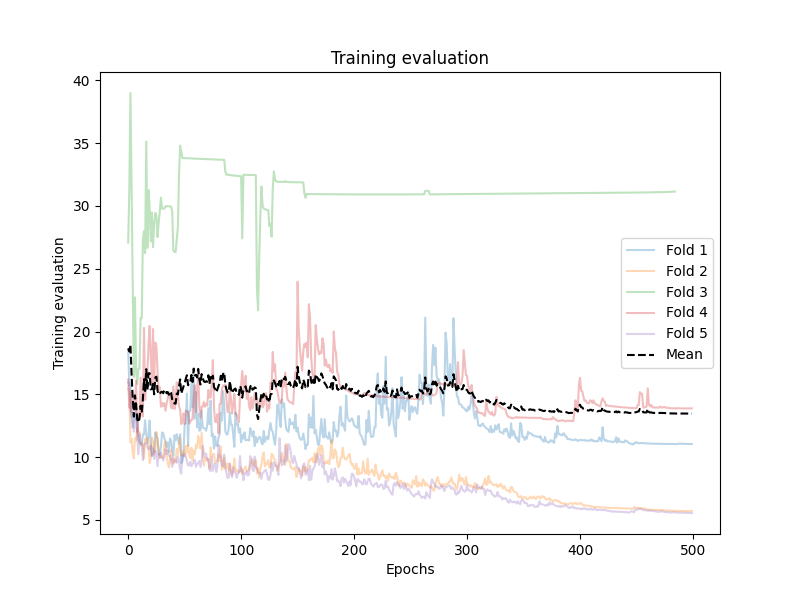 Training evaluation
Training evaluation
40
35
30
25
20
15
10
5
Fold 1
Fold 2
Fold 3
Fold 4
Fold 5
Mean
0
100
200
300
400
500
Epochs